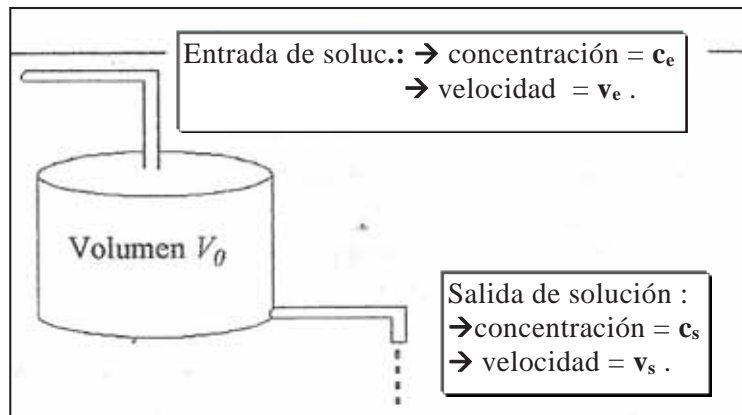 Entrada de soluc.: → concentración = cₑ
→ velocidad = vₑ .
Volumen V₀
Salida de solución :
→concentración = cₛ
→ velocidad = vₛ .